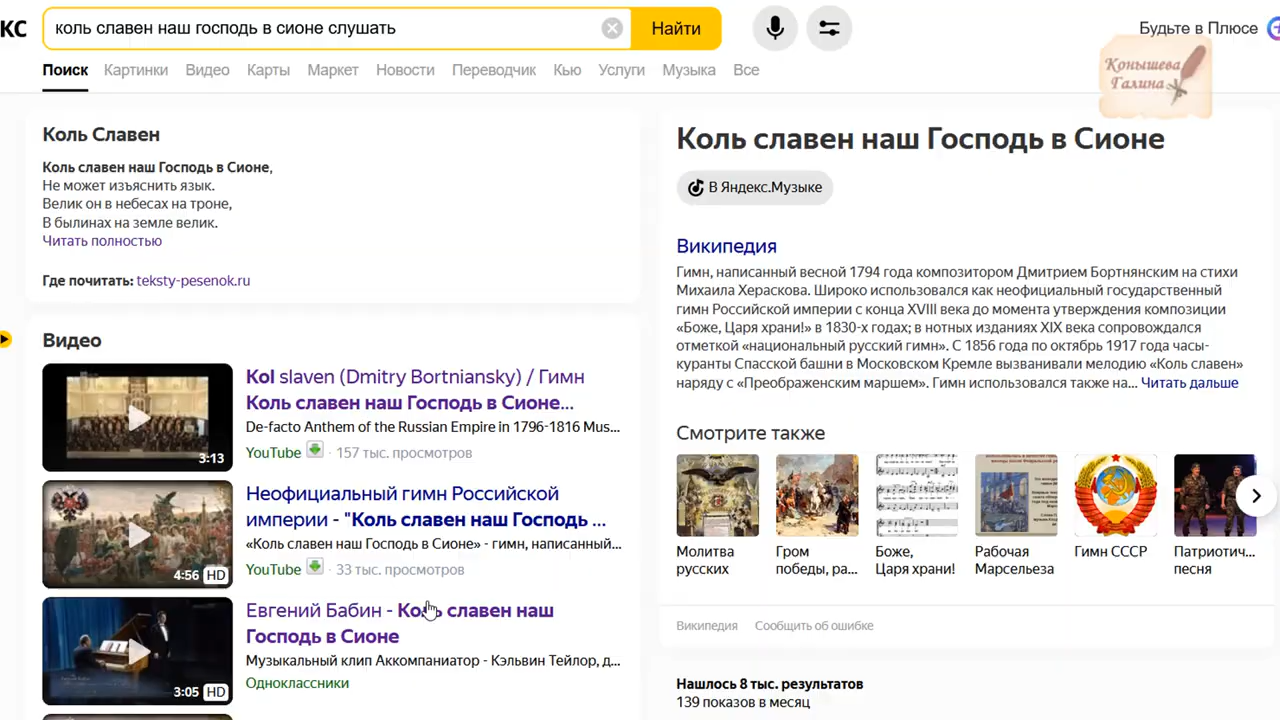 КС
коль славен наш господь в сионе слушать
Найти
Будьте в Плюсе
Поиск Картинки Видео Карты Маркет Новости Переводчик Кью Услуги Музыка Все
Конышева
Галина
Коль Славен
Коль славен наш Господь в Сионе,
Не может изъяснить язык.
Велик он в небесах на троне,
В былинах на земле велик.
Читать полностью
Где почитать: teksty-pesenok.ru
Видео
Kol slaven (Dmitry Bortniansky) / Гимн
Коль славен наш Господь в Сионе...
De-facto Anthem of the Russian Empire in 1796-1816 Mus...
YouTube · 157 тыс. просмотров
3:13
Неофициальный гимн Российской
империи - "Коль славен наш Господь ...
«Коль славен наш Господь в Сионе» - гимн, написанный...
YouTube · 33 тыс. просмотров
4:56 HD
Евгений Бабин - Коль славен наш
Господь в Сионе
Музыкальный клип Аккомпаниатор - Кэльвин Тейлор, д...
Одноклассники
3:05 HD
Коль славен наш Господь в Сионе
В Яндекс.Музыке
Википедия
Гимн, написанный весной 1794 года композитором Дмитрием Бортнянским на стихи
Михаила Хераскова. Широко использовался как неофициальный государственный
гимн Российской империи с конца XVIII века до момента утверждения композиции
«Боже, Царя храни!» в 1830-х годах; в нотных изданиях XIX века сопровождался
отметкой «национальный русский гимн». С 1856 года по октябрь 1917 года часы-
куранты Спасской башни в Московском Кремле вызванивали мелодию «Коль славен»
наряду с «Преображенским маршем». Гимн использовался также на... Читать дальше
Смотрите также
Молитва
русских
Гром
победы, ра...
Боже,
Царя храни!
Рабочая
Марсельеза
Гимн СССР
Патриотич...
песня
Википедия Сообщить об ошибке
Нашлось 8 тыс. результатов
139 показов в месяц